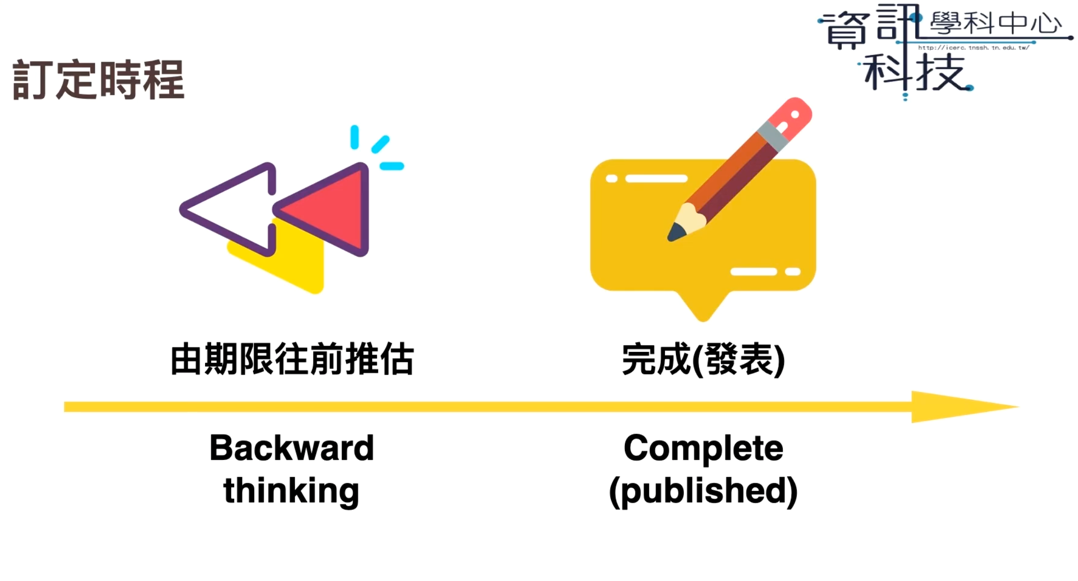 資訊科技學科中心
http://icerc.tnssh.tn.edu.tw/
訂定時程
由期限往前推估
完成(發表)
Backward
thinking
Complete
(published)